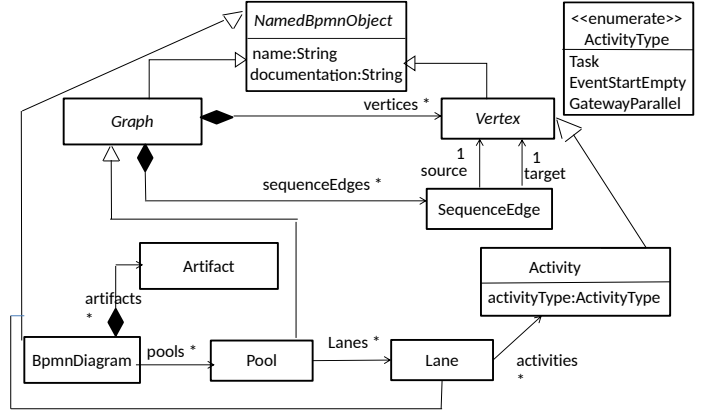 NamedBpmnObject
name:String
documentation:String
<<enumerate>>
ActivityType
Task
EventStartEmpty
GatewayParallel
Graph
vertices *
Vertex
1
source
1
target
sequenceEdges *
SequenceEdge
Artifact
artifacts
*
Activity
activityType:ActivityType
BpmnDiagram
pools *
Pool
Lanes *
Lane
activities
*